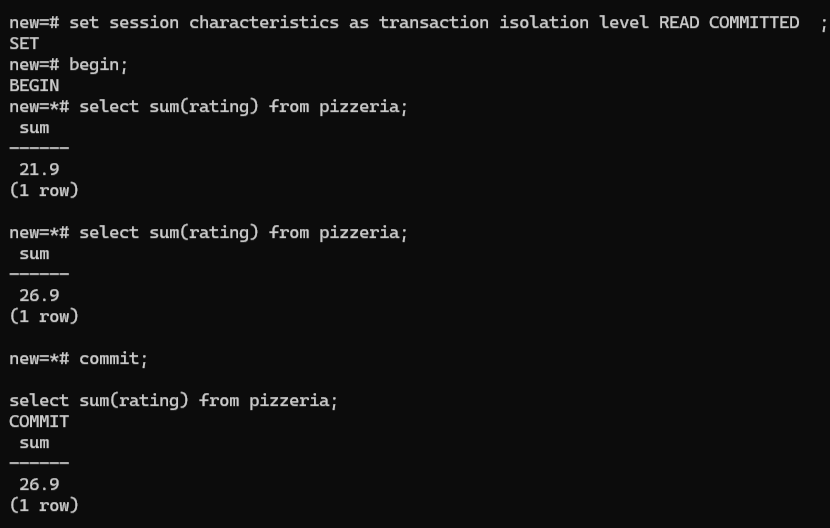 new=# set session characteristics as transaction isolation level READ COMMITTED  ;
SET
new=# begin;
BEGIN
new=*# select sum(rating) from pizzeria;
 sum
------
 21.9
(1 row)

new=*# select sum(rating) from pizzeria;
 sum
------
 26.9
(1 row)

new=*# commit;

select sum(rating) from pizzeria;
COMMIT
 sum
------
 26.9
(1 row)